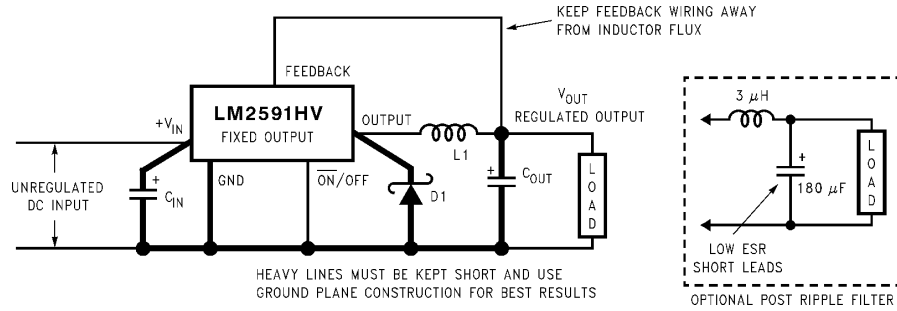 KEEP FEEDBACK WIRING AWAY
FROM INDUCTOR FLUX
FEEDBACK
LM2591HV
FIXED OUTPUT
+VIN
OUTPUT
VOUT
REGULATED OUTPUT
3 μH
L1
UNREGULATED
DC INPUT
+
CIN
GND
ON/OFF
D1
+
COUT
LOAD
+
180 μF
LOAD
LOW ESR
SHORT LEADS
HEAVY LINES MUST BE KEPT SHORT AND USE
GROUND PLANE CONSTRUCTION FOR BEST RESULTS
OPTIONAL POST RIPPLE FILTER